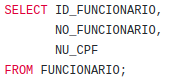 SELECT ID_FUNCIONARIO,
NO_FUNCIONARIO,
NU_CPF
FROM FUNCIONARIO;